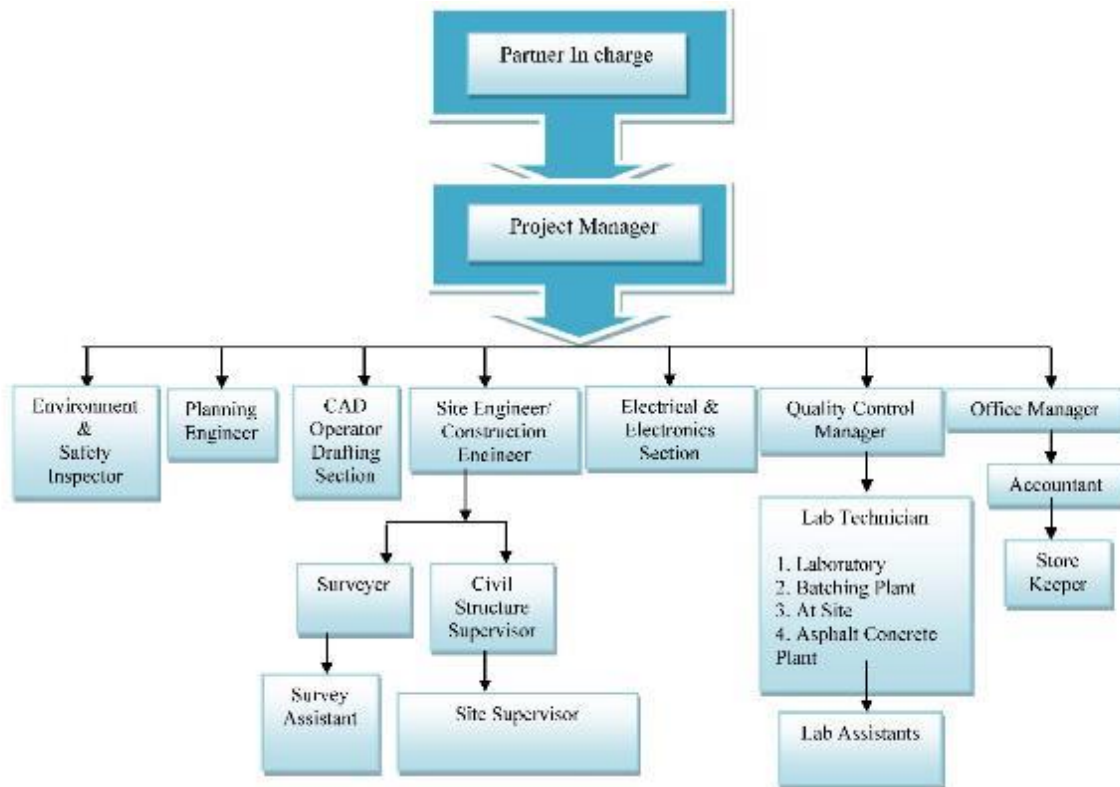 Partner In charge
Project Manager
Environment
&
Safety
Inspector
Planning
Engineer
CAD
Operator
Drafting
Section
Site Engineer/
Construction
Engineer
Electrical &
Electronics
Section
Quality Control
Manager
Office Manager
Surveyer
Civil
Structure
Supervisor
Lab Technician
1. Laboratory
2. Batching Plant
3. At Site
4. Asphalt Concrete
Plant
Accountant
Store
Keeper
Survey
Assistant
Site Supervisor
Lab Assistants